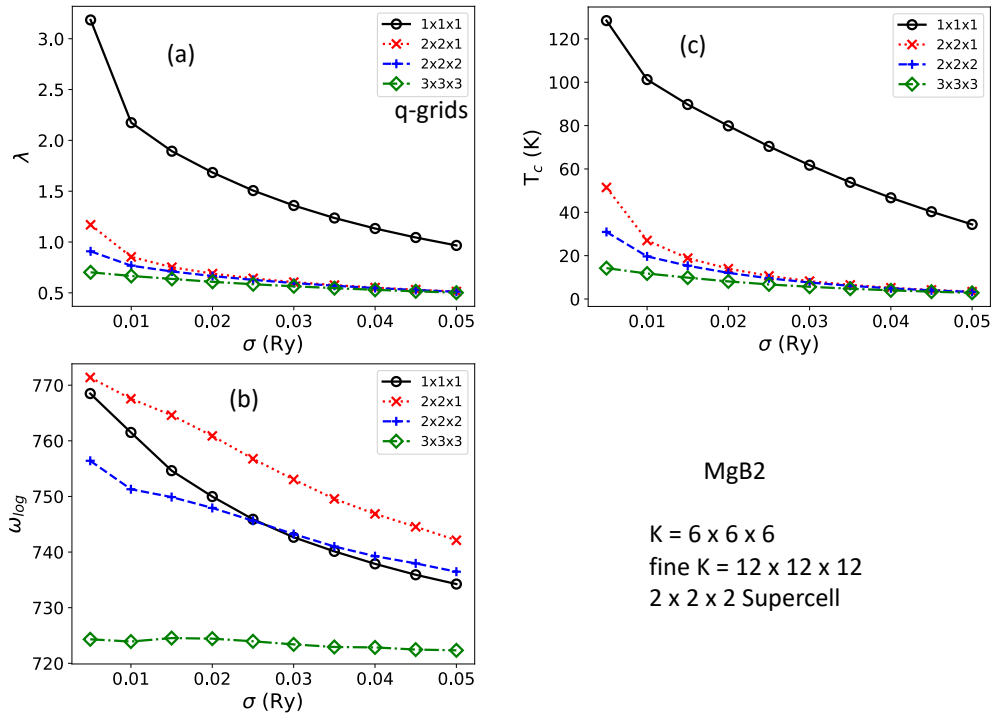 (a)
1x1x1
2x2x1
2x2x2
3x3x3
q-grids
λ
3.0
2.5
2.0
1.5
1.0
0.5
0.01
0.02
0.03
0.04
0.05
σ (Ry)
(c)
1x1x1
2x2x1
2x2x2
3x3x3
T_c (K)
120
100
80
60
40
20
0
0.01
0.02
0.03
0.04
0.05
σ (Ry)
(b)
1x1x1
2x2x1
2x2x2
3x3x3
ω_log
770
760
750
740
730
720
0.01
0.02
0.03
0.04
0.05
σ (Ry)
MgB2
K = 6 x 6 x 6
fine K = 12 x 12 x 12
2 x 2 x 2 Supercell